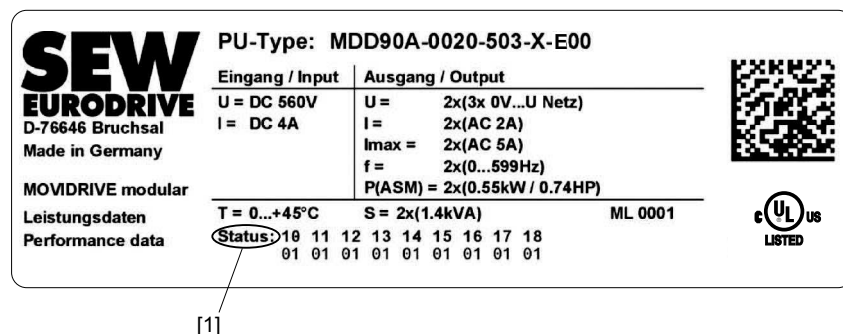 SEW
EURODRIVE
D-76646 Bruchsal
Made in Germany
MOVIDRIVE modular
Leistungsdaten
Performance data
PU-Type: MDD90A-0020-503-X-E00
Eingang / Input
U = DC 560V
I = DC 4A
Ausgang / Output
U = 2x(3x 0V...U Netz)
I = 2x(AC 2A)
Imax = 2x(AC 5A)
f = 2x(0...599Hz)
P(ASM) = 2x(0.55kW / 0.74HP)
T = 0...+45°C S = 2x(1.4kVA) ML 0001
Status: 10 11 12 13 14 15 16 17 18
01 01 01 01 01 01 01 01 01
C UL US
LISTED
[1]